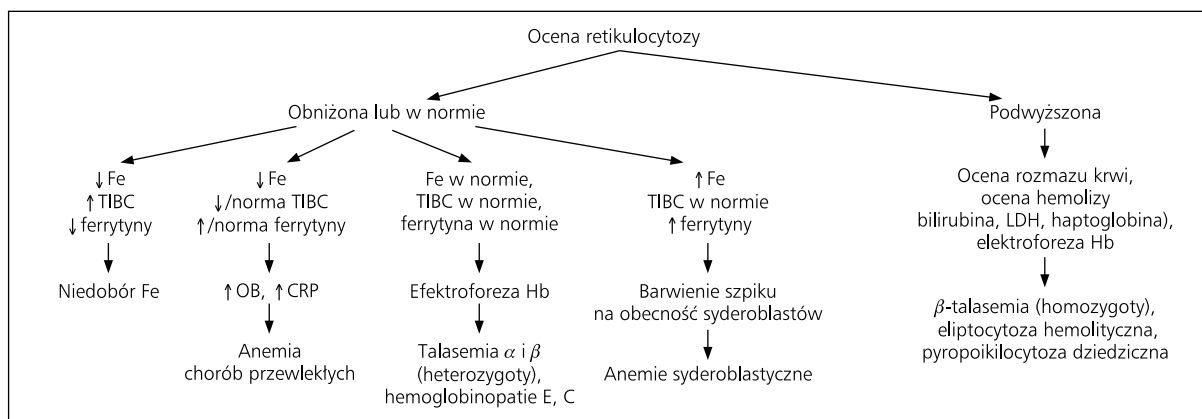 Ocena retikulocytozy
Obniżona lub w normie
Podwyższona
↓ Fe
↑ TIBC
↓ ferrytyny
Niedobór Fe
↓ Fe
↓/norma TIBC
↑/norma ferrytyny
↑ OB, ↑ CRP
Anemia
chorób przewlekłych
Fe w normie,
TIBC w normie,
ferrytyna w normie
Efektoforeza Hb
Talasemia α i β
(heterozygoty),
hemoglobinopatie E, C
↑ Fe
TIBC w normie
↑ ferrytyny
Barwienie szpiku
na obecność syderoblastów
Anemie syderoblastyczne
Ocena rozmazu krwi,
ocena hemolizy
bilirubina, LDH, haptoglobina),
elektroforeza Hb
β-talasemia (homozygoty),
eliptocytoza hemolityczna,
pyropoikilocytoza dziedziczna